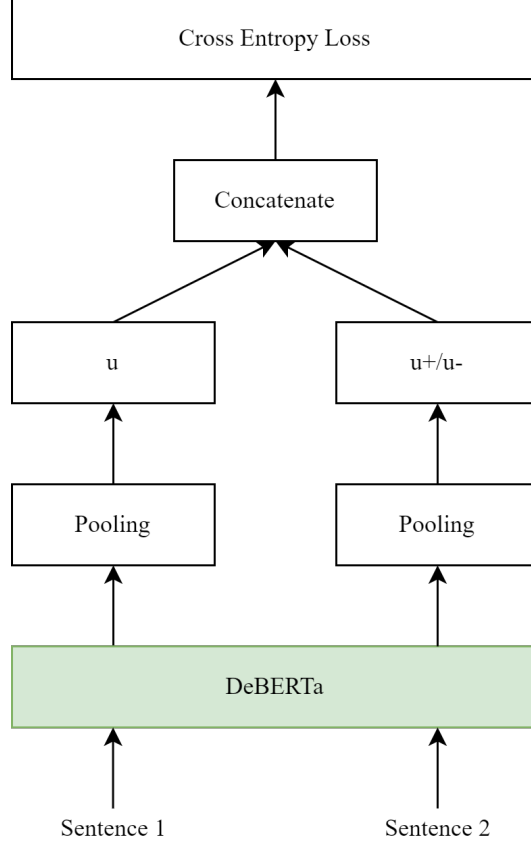 Cross Entropy Loss
Concatenate
u
u+/u-
Pooling
Pooling
DeBERTa
Sentence 1
Sentence 2